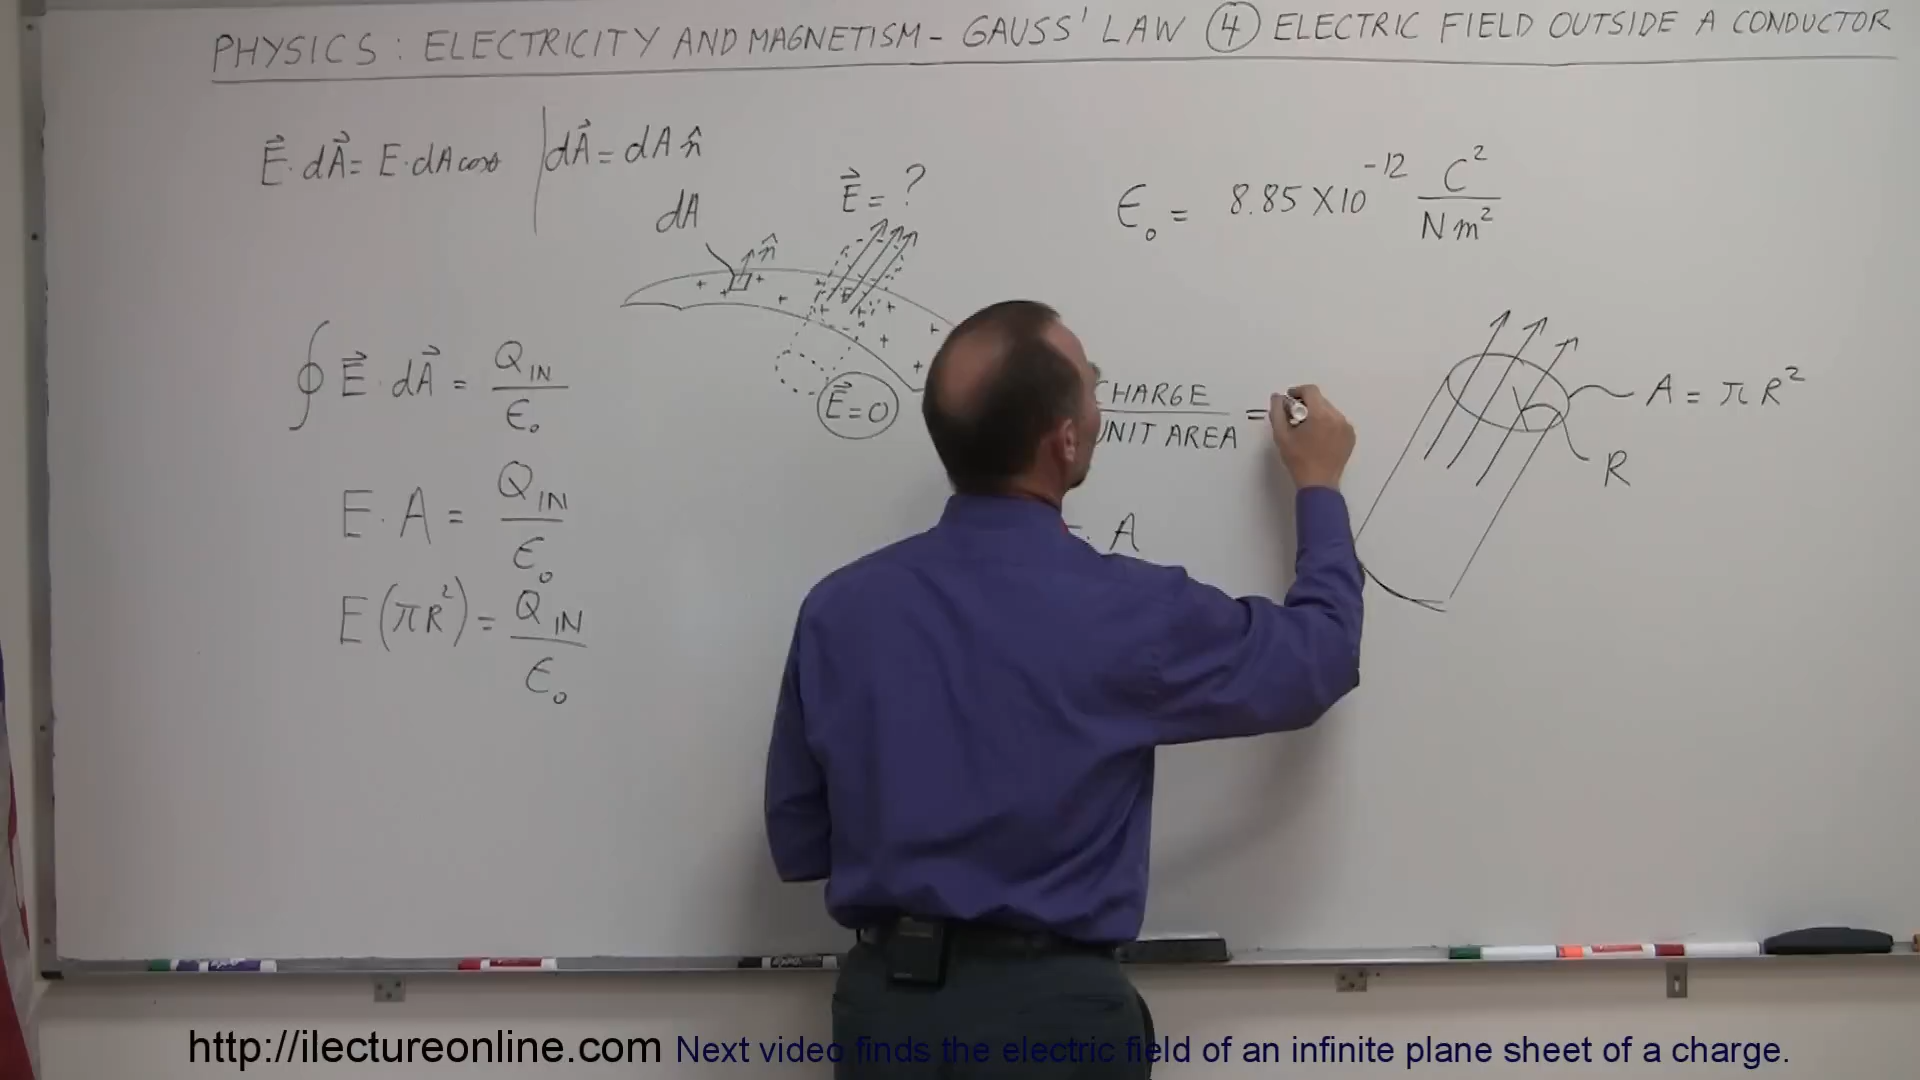 PHYSICS: ELECTRICITY AND MAGNETISM - GAUSS' LAW ④ ELECTRIC FIELD OUTSIDE A CONDUCTOR
E⃗ · dA⃗ = E · dA cosθ | dA⃗ = dA n̂
dA
n̂
E⃗ = ?
ϵ₀ = 8.85 X 10⁻¹² C²/Nm²
∮ E⃗ · dA⃗ = Q_IN/ϵ₀
E⃗ = 0
CHARGE/UNIT AREA =
A = πR²
R
E · A = Q_IN/ϵ₀
A
E(πR²) = Q_IN/ϵ₀
http://ilectureonline.com Next video finds the electric field of an infinite plane sheet of a charge.